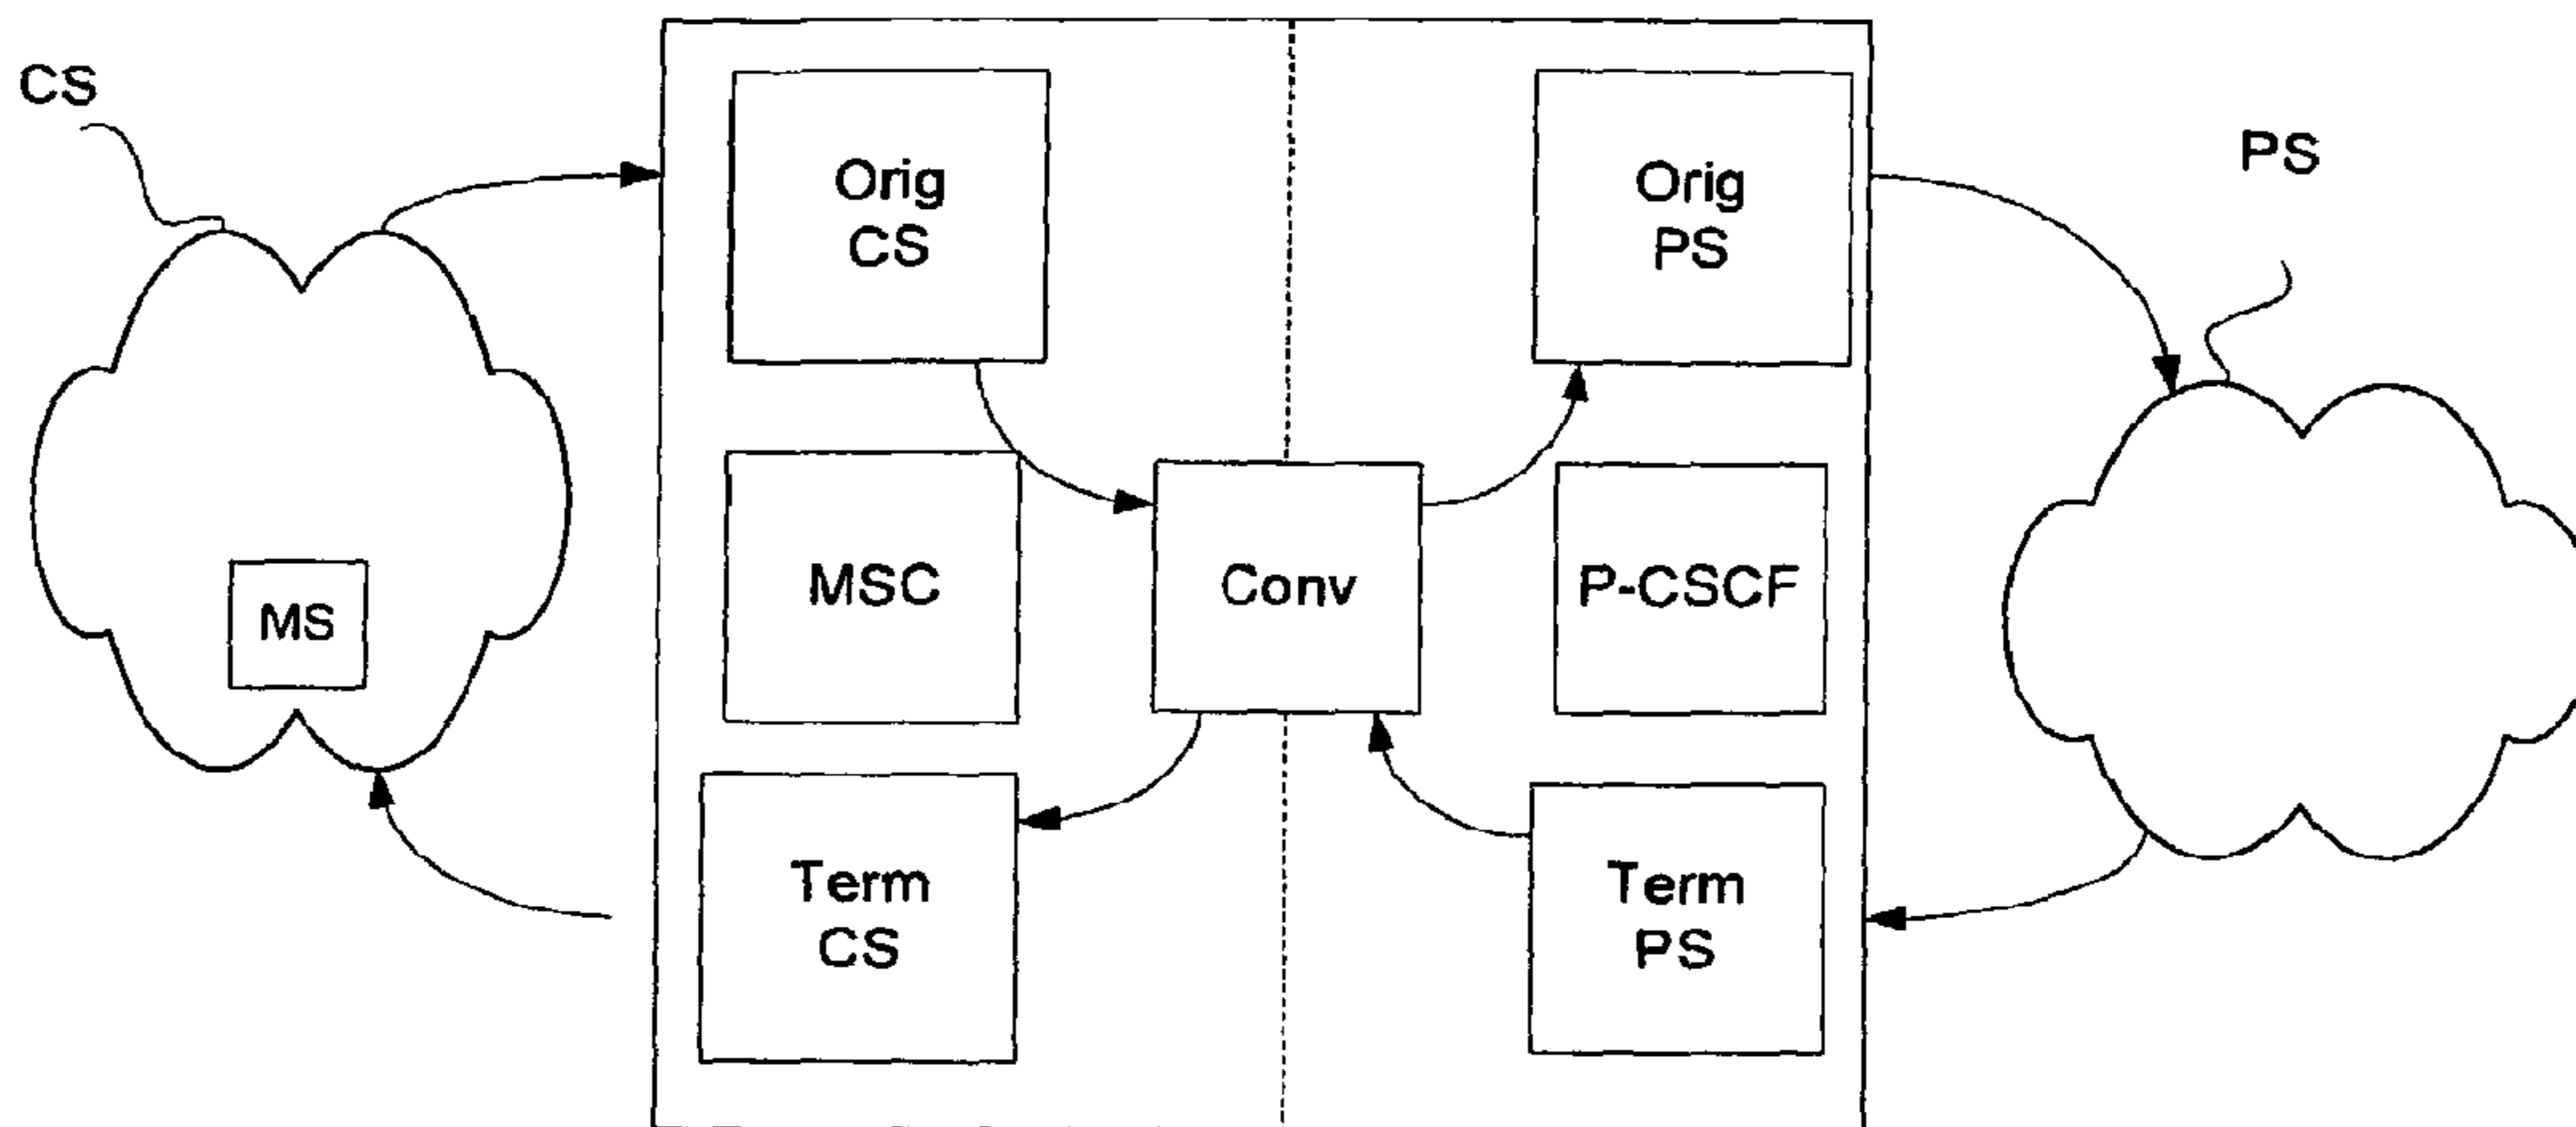 CS
PS
Orig
CS
Orig
PS
MSC
Conv
P-CSCF
MS
Term
CS
Term
PS